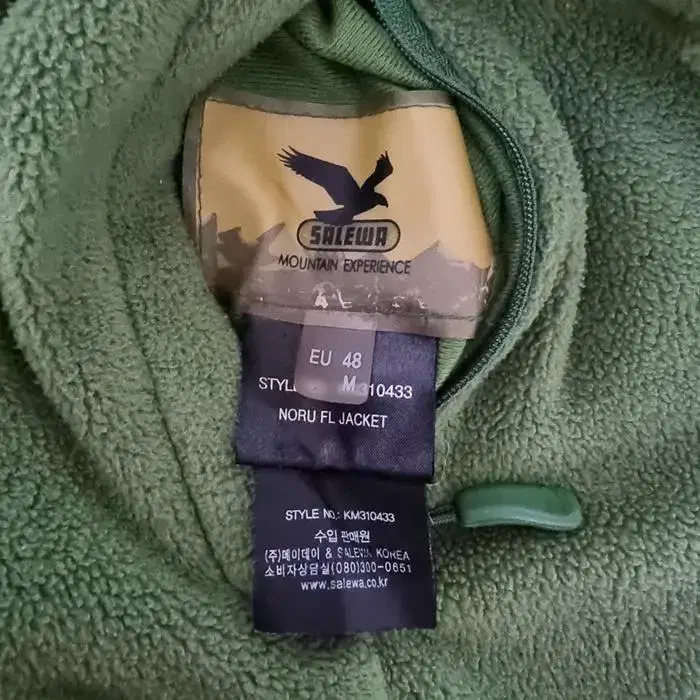 SALEWA
MOUNTAIN EXPERIENCE
EU 48
M
310433
NORU FL JACKET
STYLE NO.: KM310433
수입 판매원
(주)메이데이 & SALEWA KOREA
소비자상담실(080)300-0651
www.salewa.co.kr